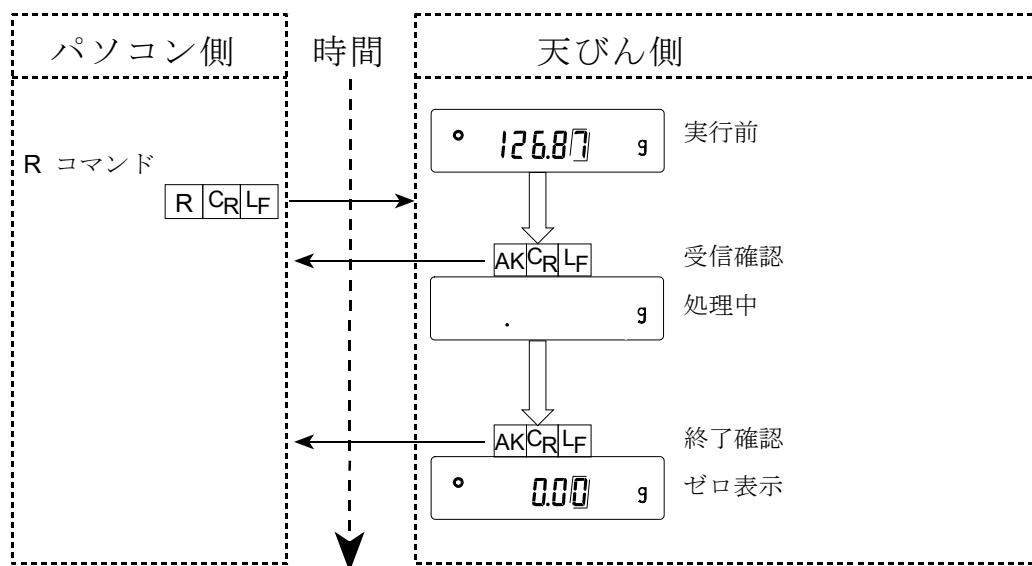 パソコン側
時間
天びん側
126.87 g
実行前
R コマンド
R CR LF
AK CR LF
受信確認
. g
処理中
AK CR LF
終了確認
0.00 g
ゼロ表示